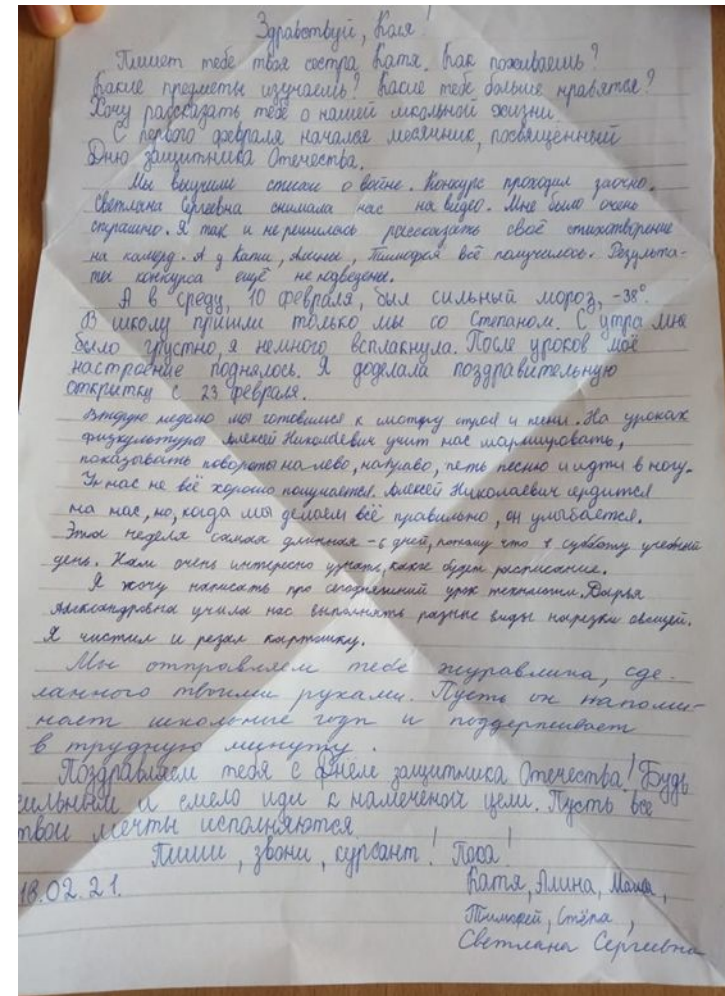 Здравствуй, Коля!
Пишет тебе твоя сестра Катя. Как поживаешь?
Какие предметы изучаешь? Какие тебе больше нравятся?
Хочу рассказать тебе о нашей школьной жизни.
С первого февраля начался месячник, посвященный
Дню защитника Отечества.
Мы выучили стихи о войне. Конкурс проходил заочно.
Светлана Сергеевна снимала нас на видео. Мне было очень
страшно. Я так и не решилась рассказать своё стихотворение
на камеру. А у Кати, Алины, Тимофея всё получилось. Результа-
ты конкурса ещё не подведены.
А в среду, 10 февраля, был сильный мороз, -38°.
В школу пришли только мы со Степаном. С утра мне
было грустно, я немного всплакнула. После уроков моё
настроение поднялось. Я доделала поздравительную
открытку с 23 февраля.
Вторую неделю мы готовимся к смотру строя и песни. На уроках
физкультуры Алексей Николаевич учит нас маршировать,
показывать повороты на лево, направо, петь песню и идти в ногу.
У нас не всё хорошо получается. Алексей Николаевич сердится
на нас, но, когда мы делаем всё правильно, он улыбается.
Эта неделя самая длинная - 6 дней, потому что в субботу учебный
день. Нам очень интересно узнать, какое будет расписание.
Я хочу написать про сегодняшний урок технологии. Дарья
Александровна учила нас выполнять разные виды нарезки овощей.
Я чистил и резал картошку.
Мы отправляем тебе журавлика, сде-
ланного твоими руками. Пусть он напоми-
нает школьные годы и поддерживает
в трудную минуту.
Поздравляем тебя с Днём защитника Отечества! Будь
сильным и смело иди к намеченой цели. Пусть все
твои мечты исполняются
Пиши, звони, курсант! Пока!
18.02.21.
Катя, Алина, Маша,
Тимофей, Стёпа,
Светлана Сергеевна